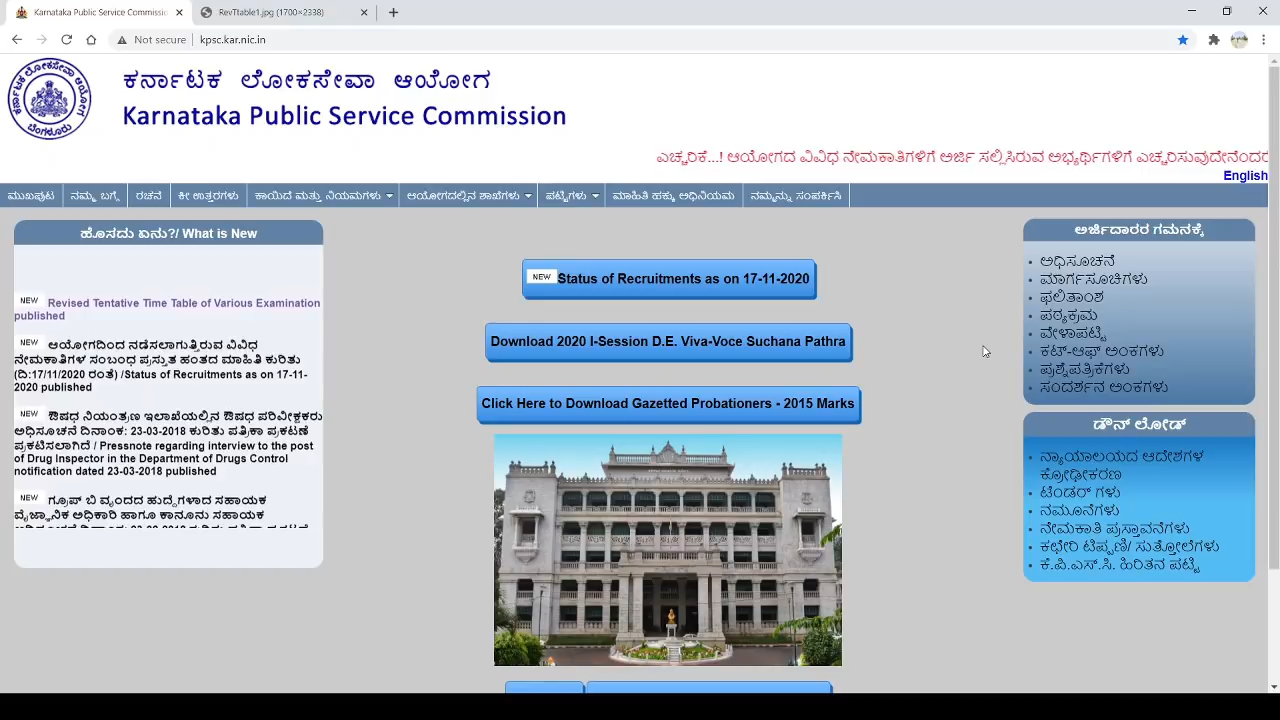 Karnataka Public Service Commissio
RevTtable1.jpg (1700×2338)
Not secure
kpsc.kar.nic.in
ಕರ್ನಾಟಕ ಲೋಕಸೇವಾ ಆಯೋಗ
Karnataka Public Service Commission
ಎಚ್ಚರಿಕೆ...! ಆಯೋಗದ ವಿವಿಧ ನೇಮಕಾತಿಗಳಿಗೆ ಅರ್ಜಿ ಸಲ್ಲಿಸಿರುವ ಅಭ್ಯರ್ಥಿಗಳಿಗೆ ಎಚ್ಚರಿಸುವುದೇನೆಂದರ
English
ಮುಖಪುಟ ನಮ್ಮ ಬಗ್ಗೆ ರಚನೆ ಕೀ ಉತ್ತರಗಳು ಕಾಯಿದೆ ಮತ್ತು ನಿಯಮಗಳು ಆಯೋಗದಲ್ಲಿನ ಶಾಖೆಗಳು ಪಟ್ಟಿಗಳು ಮಾಹಿತಿ ಹಕ್ಕು ಅಧಿನಿಯಮ ನಮ್ಮನ್ನು ಸಂಪರ್ಕಿಸಿ
ಹೊಸದು ಏನು?/ What is New
NEW Revised Tentative Time Table of Various Examination
published
NEW ಆಯೋಗದಿಂದ ನಡೆಸಲಾಗುತ್ತಿರುವ ವಿವಿಧ
ನೇಮಕಾತಿಗಳ ಸಂಬಂಧ ಪ್ರಸ್ತುತ ಹಂತದ ಮಾಹಿತಿ ಕುರಿತು
(ದಿ:17/11/2020 ರಂತೆ) /Status of Recruitments as on 17-11-
2020 published
NEW ಔಷಧ ನಿಯಂತ್ರಣ ಇಲಾಖೆಯಲ್ಲಿನ ಔಷಧ ಪರಿವೀಕ್ಷಕರು
ಅಧಿಸೂಚನೆ ದಿನಾಂಕ: 23-03-2018 ಕುರಿತು ಪತ್ರಿಕಾ ಪ್ರಕಟಣೆ
ಪ್ರಕಟಿಸಲಾಗಿದೆ / Pressnote regarding interview to the post
of Drug Inspector in the Department of Drugs Control
notification dated 23-03-2018 published
NEW ಗ್ರೂಪ್ ಬಿ ವೃಂದದ ಹುದ್ದೆಗಳಾದ ಸಹಾಯಕ
ವೈಜ್ಞಾನಿಕ ಅಧಿಕಾರಿ ಹಾಗೂ ಕಾನೂನು ಸಹಾಯಕ
NEW Status of Recruitments as on 17-11-2020
Download 2020 I-Session D.E. Viva-Voce Suchana Pathra
Click Here to Download Gazetted Probationers - 2015 Marks
ಅರ್ಜಿದಾರರ ಗಮನಕ್ಕೆ
ಅಧಿಸೂಚನೆ
ಮಾರ್ಗಸೂಚಿಗಳು
ಫಲಿತಾಂಶ
ಪಠ್ಯಕ್ರಮ
ವೇಳಾಪಟ್ಟಿ
ಕಟ್-ಆಫ್ ಅಂಕಗಳು
ಪ್ರಶ್ನೆಪತ್ರಿಕೆಗಳು
ಸಂದರ್ಶನ ಅಂಕಗಳು
ಡೌನ್ ಲೋಡ್
ನ್ಯಾಯಾಲಯದ ಆದೇಶಗಳ
ಕ್ರೋಢೀಕರಣ
ಟೆಂಡರ್ ಗಳು
ನಮೂನೆಗಳು
ನೇಮಕಾತಿ ಪ್ರಸ್ತಾವನೆಗಳು
ಕಛೇರಿ ಟಿಪ್ಪಣಿ/ ಸುತ್ತೋಲೆಗಳು
ಕೆ.ವಿ.ಎಸ್.ಸಿ. ಹಿರಿತನ ಪಟ್ಟಿ